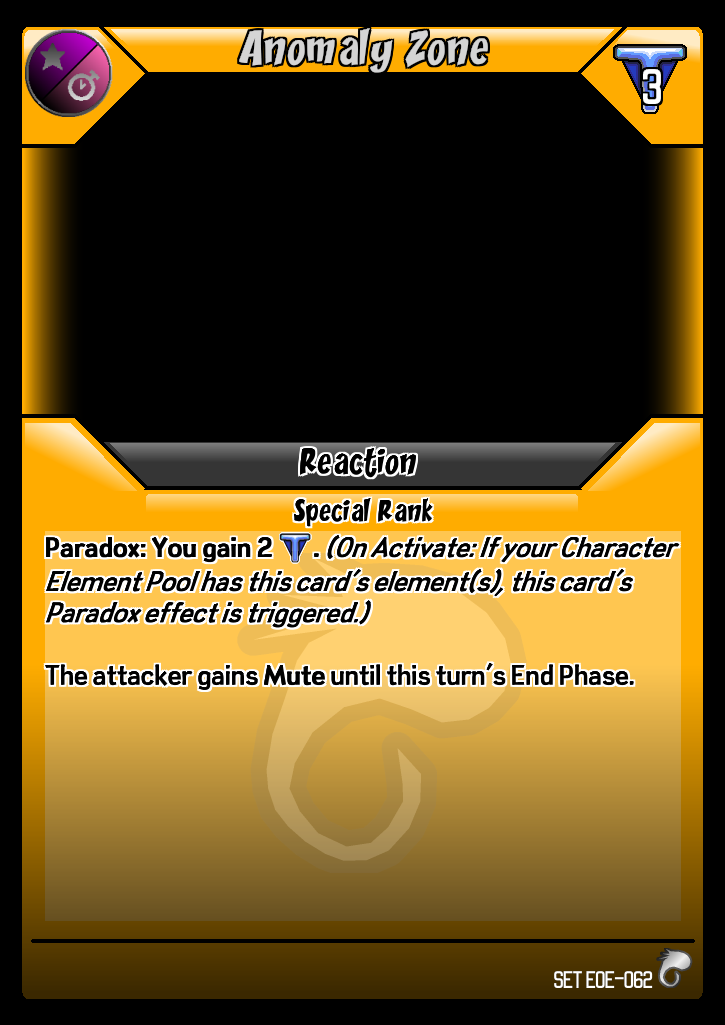 Anomaly Zone
3
Reaction
Special Rank
Paradox: You gain 2 . (On Activate: If your Character
Element Pool has this card's element(s), this card's
Paradox effect is triggered.)
The attacker gains Mute until this turn's End Phase.
SET EOE-062